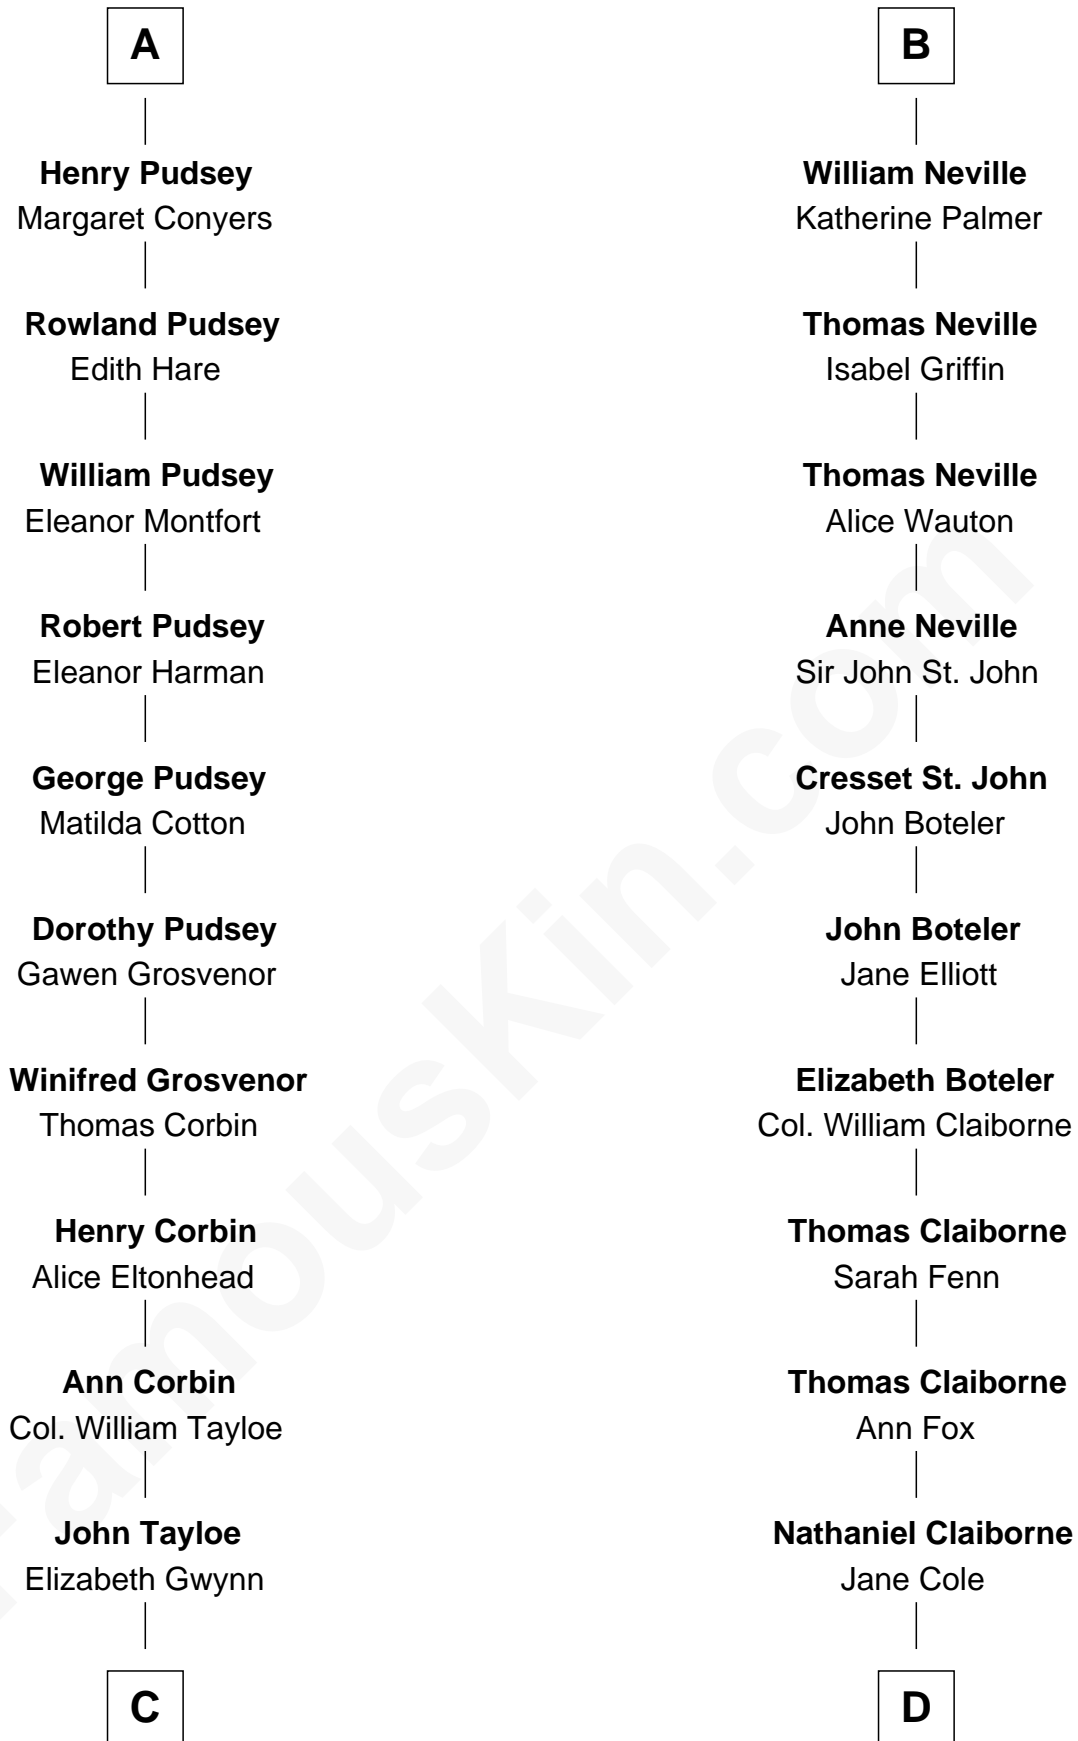 A
Henry Pudsey
Margaret Conyers
Rowland Pudsey
Edith Hare
William Pudsey
Eleanor Montfort
Robert Pudsey
Eleanor Harman
George Pudsey
Matilda Cotton
Dorothy Pudsey
Gawen Grosvenor
Winifred Grosvenor
Thomas Corbin
Henry Corbin
Alice Eltonhead
Ann Corbin
Col. William Tayloe
John Tayloe
Elizabeth Gwynn
C
B
William Neville
Katherine Palmer
Thomas Neville
Isabel Griffin
Thomas Neville
Alice Wauton
Anne Neville
Sir John St. John
Cresset St. John
John Boteler
John Boteler
Jane Elliott
Elizabeth Boteler
Col. William Claiborne
Thomas Claiborne
Sarah Fenn
Thomas Claiborne
Ann Fox
Nathaniel Claiborne
Jane Cole
D
FamousKin.com